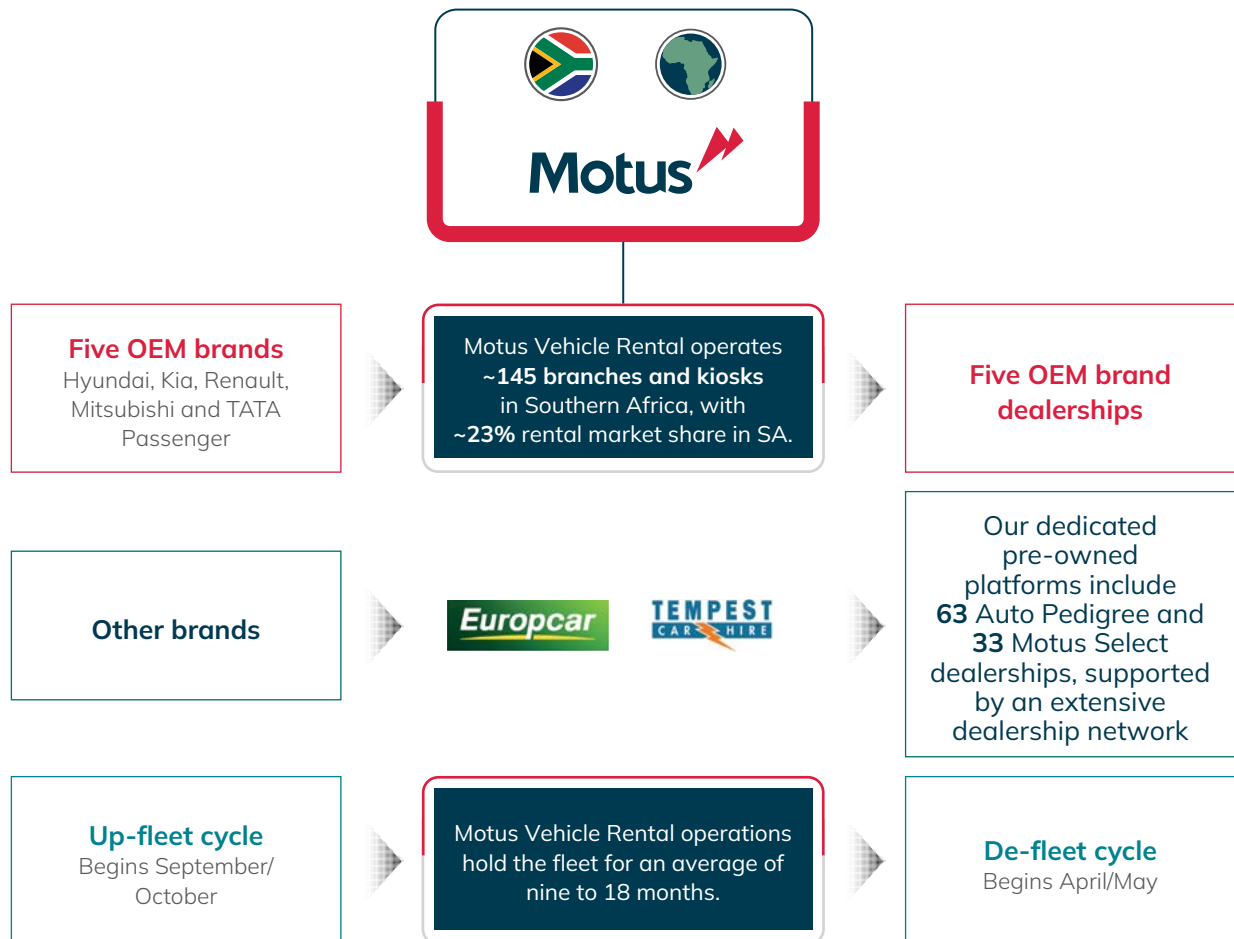 Motus
Five OEM brands
Hyundai, Kia, Renault,
Mitsubishi and TATA
Passenger
Motus Vehicle Rental operates
~145 branches and kiosks
in Southern Africa, with
~23% rental market share in SA.
Five OEM brand
dealerships
Other brands
Europcar
TEMPEST
CAR HIRE
Our dedicated
pre-owned
platforms include
63 Auto Pedigree and
33 Motus Select
dealerships, supported
by an extensive
dealership network
Up-fleet cycle
Begins September/
October
Motus Vehicle Rental operations
hold the fleet for an average of
nine to 18 months.
De-fleet cycle
Begins April/May